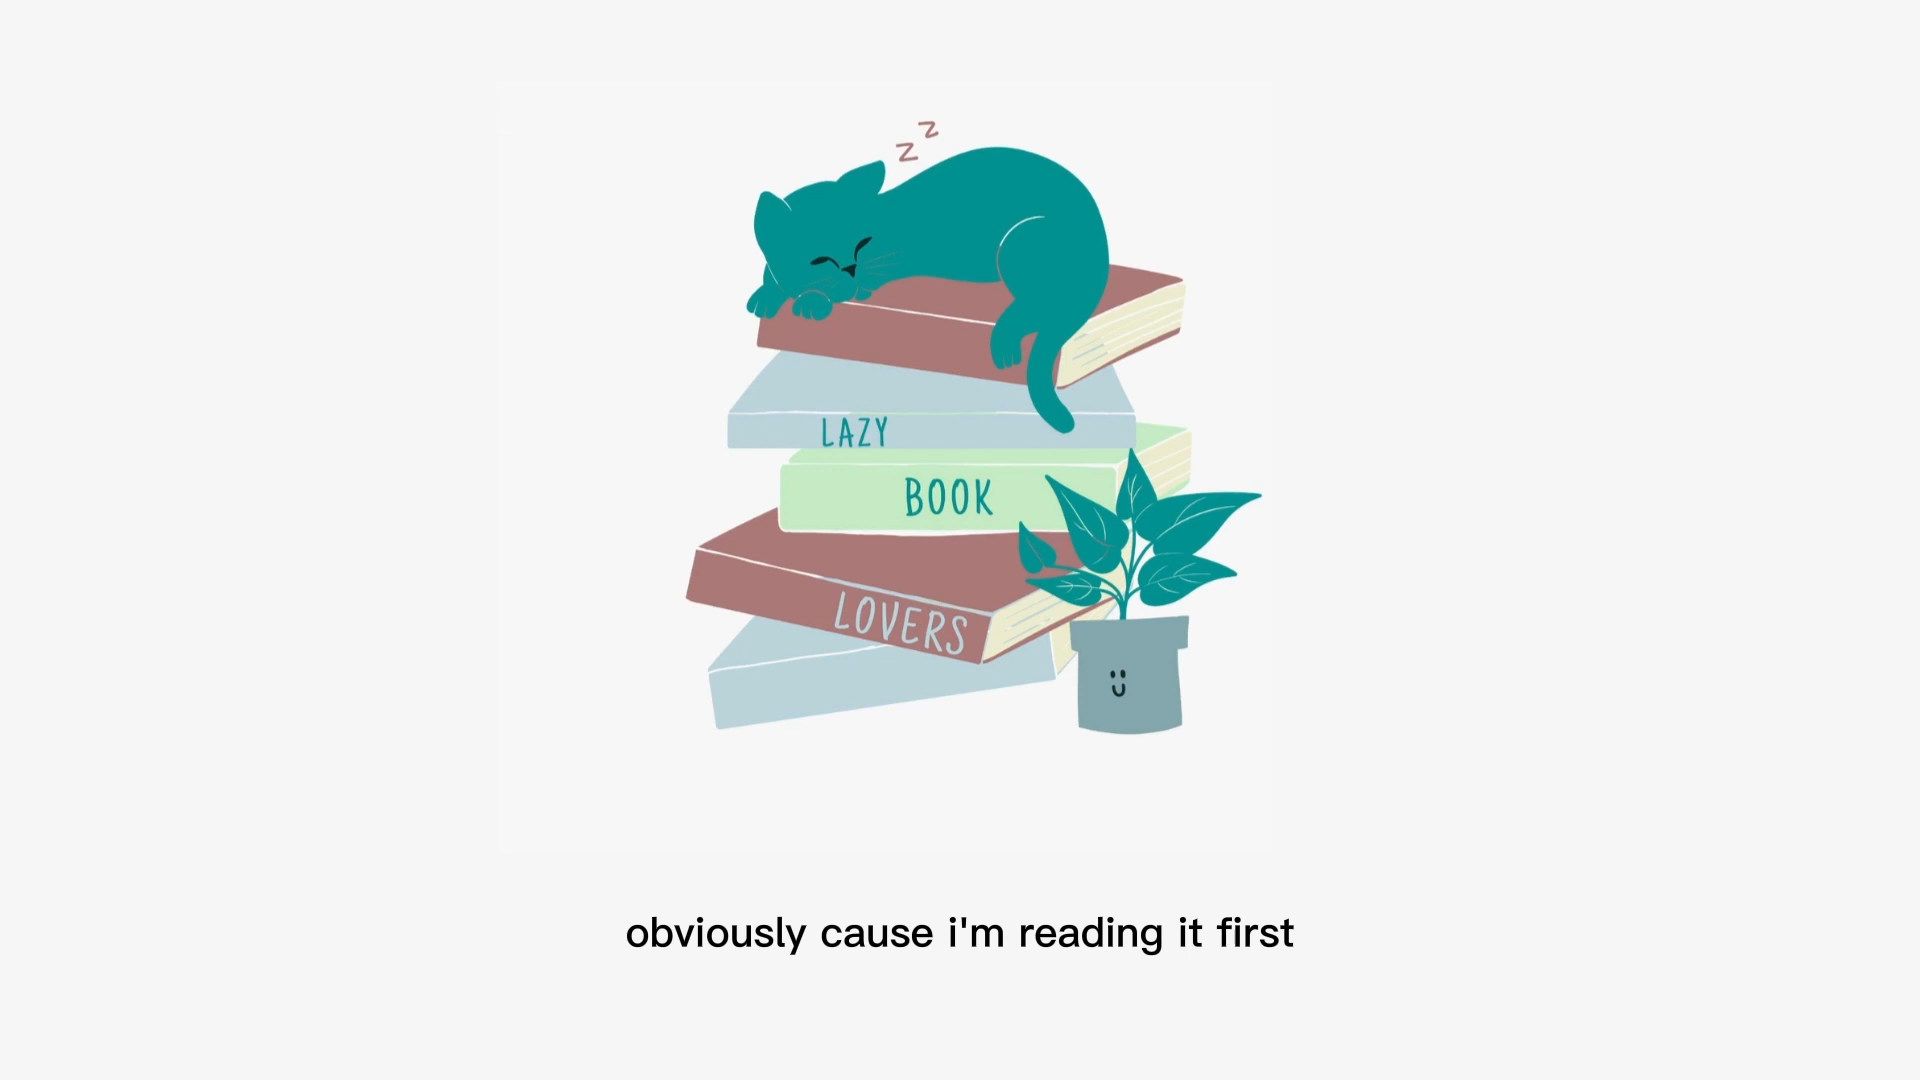 z
z
LAZY
BOOK
LOVERS
obviously cause i'm reading it first